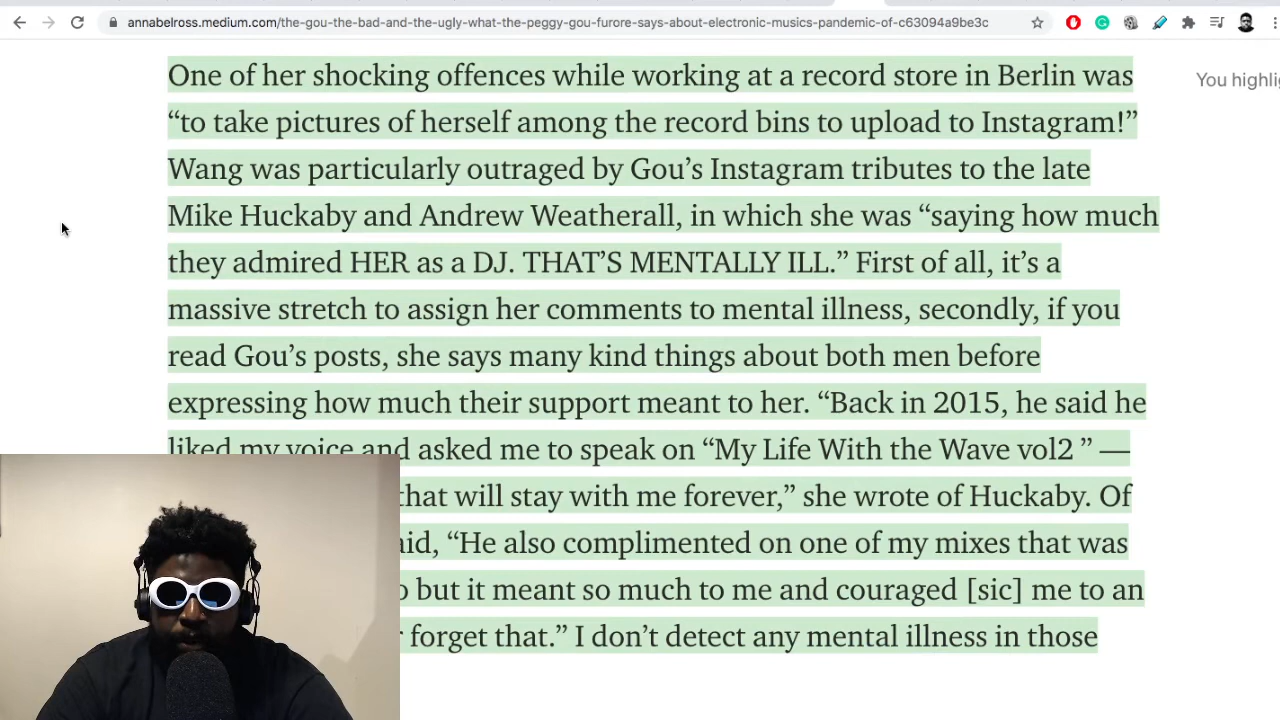 annabelross.medium.com/the-gou-the-bad-and-the-ugly-what-the-peggy-gou-furore-says-about-electronic-musics-pandemic-of-c63094a9be3c
One of her shocking offences while working at a record store in Berlin was
“to take pictures of herself among the record bins to upload to Instagram!”
You highli
Wang was particularly outraged by Gou’s Instagram tributes to the late
Mike Huckaby and Andrew Weatherall, in which she was “saying how much
they admired HER as a DJ. THAT’S MENTALLY ILL.” First of all, it’s a
massive stretch to assign her comments to mental illness, secondly, if you
read Gou’s posts, she says many kind things about both men before
expressing how much their support meant to her. “Back in 2015, he said he
liked my voice and asked me to speak on “My Life With the Wave vol2 ” —
that will stay with me forever,” she wrote of Huckaby. Of
aid, “He also complimented on one of my mixes that was
o but it meant so much to me and couraged [sic] me to an
r forget that.” I don’t detect any mental illness in those